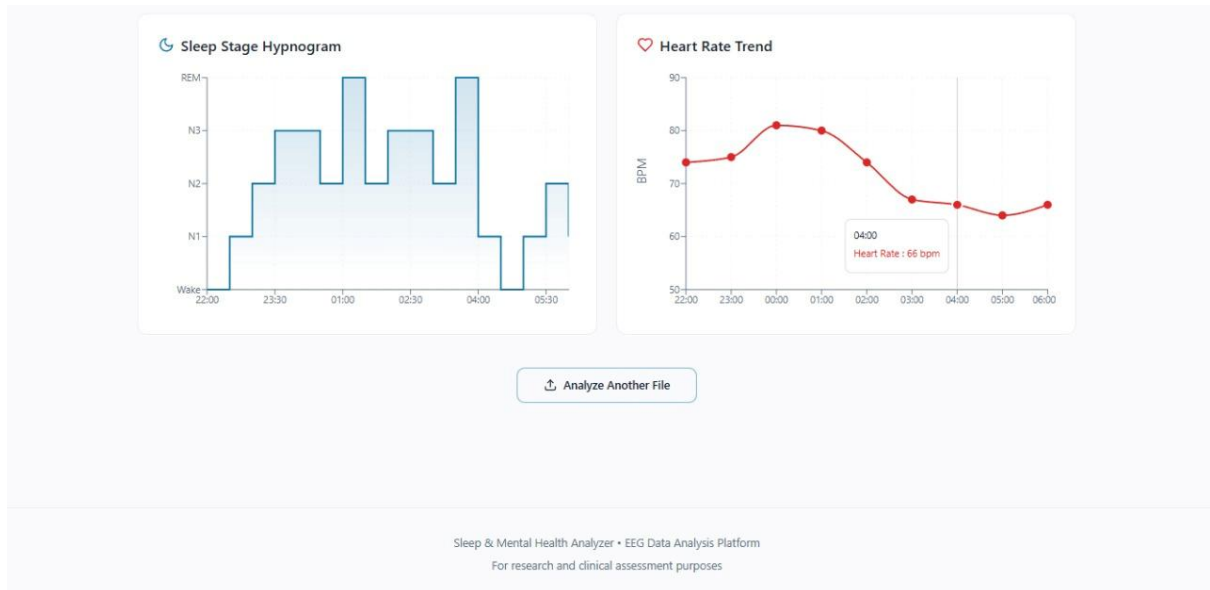 Sleep Stage Hypnogram
REM
N3
N2
N1
Wake
22:00 23:30 01:00 02:30 04:00 05:30
Heart Rate Trend
BPM
90
80
70
60
50
04:00
Heart Rate : 66 bpm
22:00 23:00 00:00 01:00 02:00 03:00 04:00 05:00 06:00
Analyze Another File
Sleep & Mental Health Analyzer • EEG Data Analysis Platform
For research and clinical assessment purposes